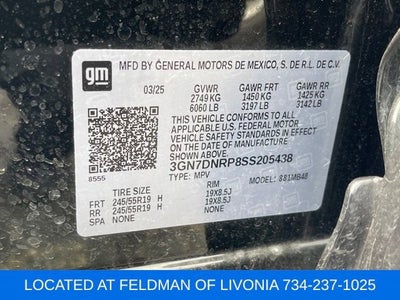 gm
MFD BY GENERAL MOTORS DE MEXICO, S. DE R.L. DE C.V.
03/25 GVWR GAWR FRT GAWR RR
2749 KG 1450 KG 1425 KG
6060 LB 3197 LB 3142 LB
THIS VEHICLE CONFORMS TO ALL
APPLICABLE U.S. FEDERAL MOTOR
VEHICLE SAFETY STANDARDS IN
EFFECT ON THE DATE OF
MANUFACTURE SHOWN ABOVE.
3GN7DNRP8SS205438
8555
TYPE: MPV MODEL: 881MB48
TIRE SIZE RIM
FRT 245/55R19 H 19X8.5J
RR 245/55R19 H 19X8.5J
LOCATED AT FELDMAN OF LIVONIA 734-237-1025